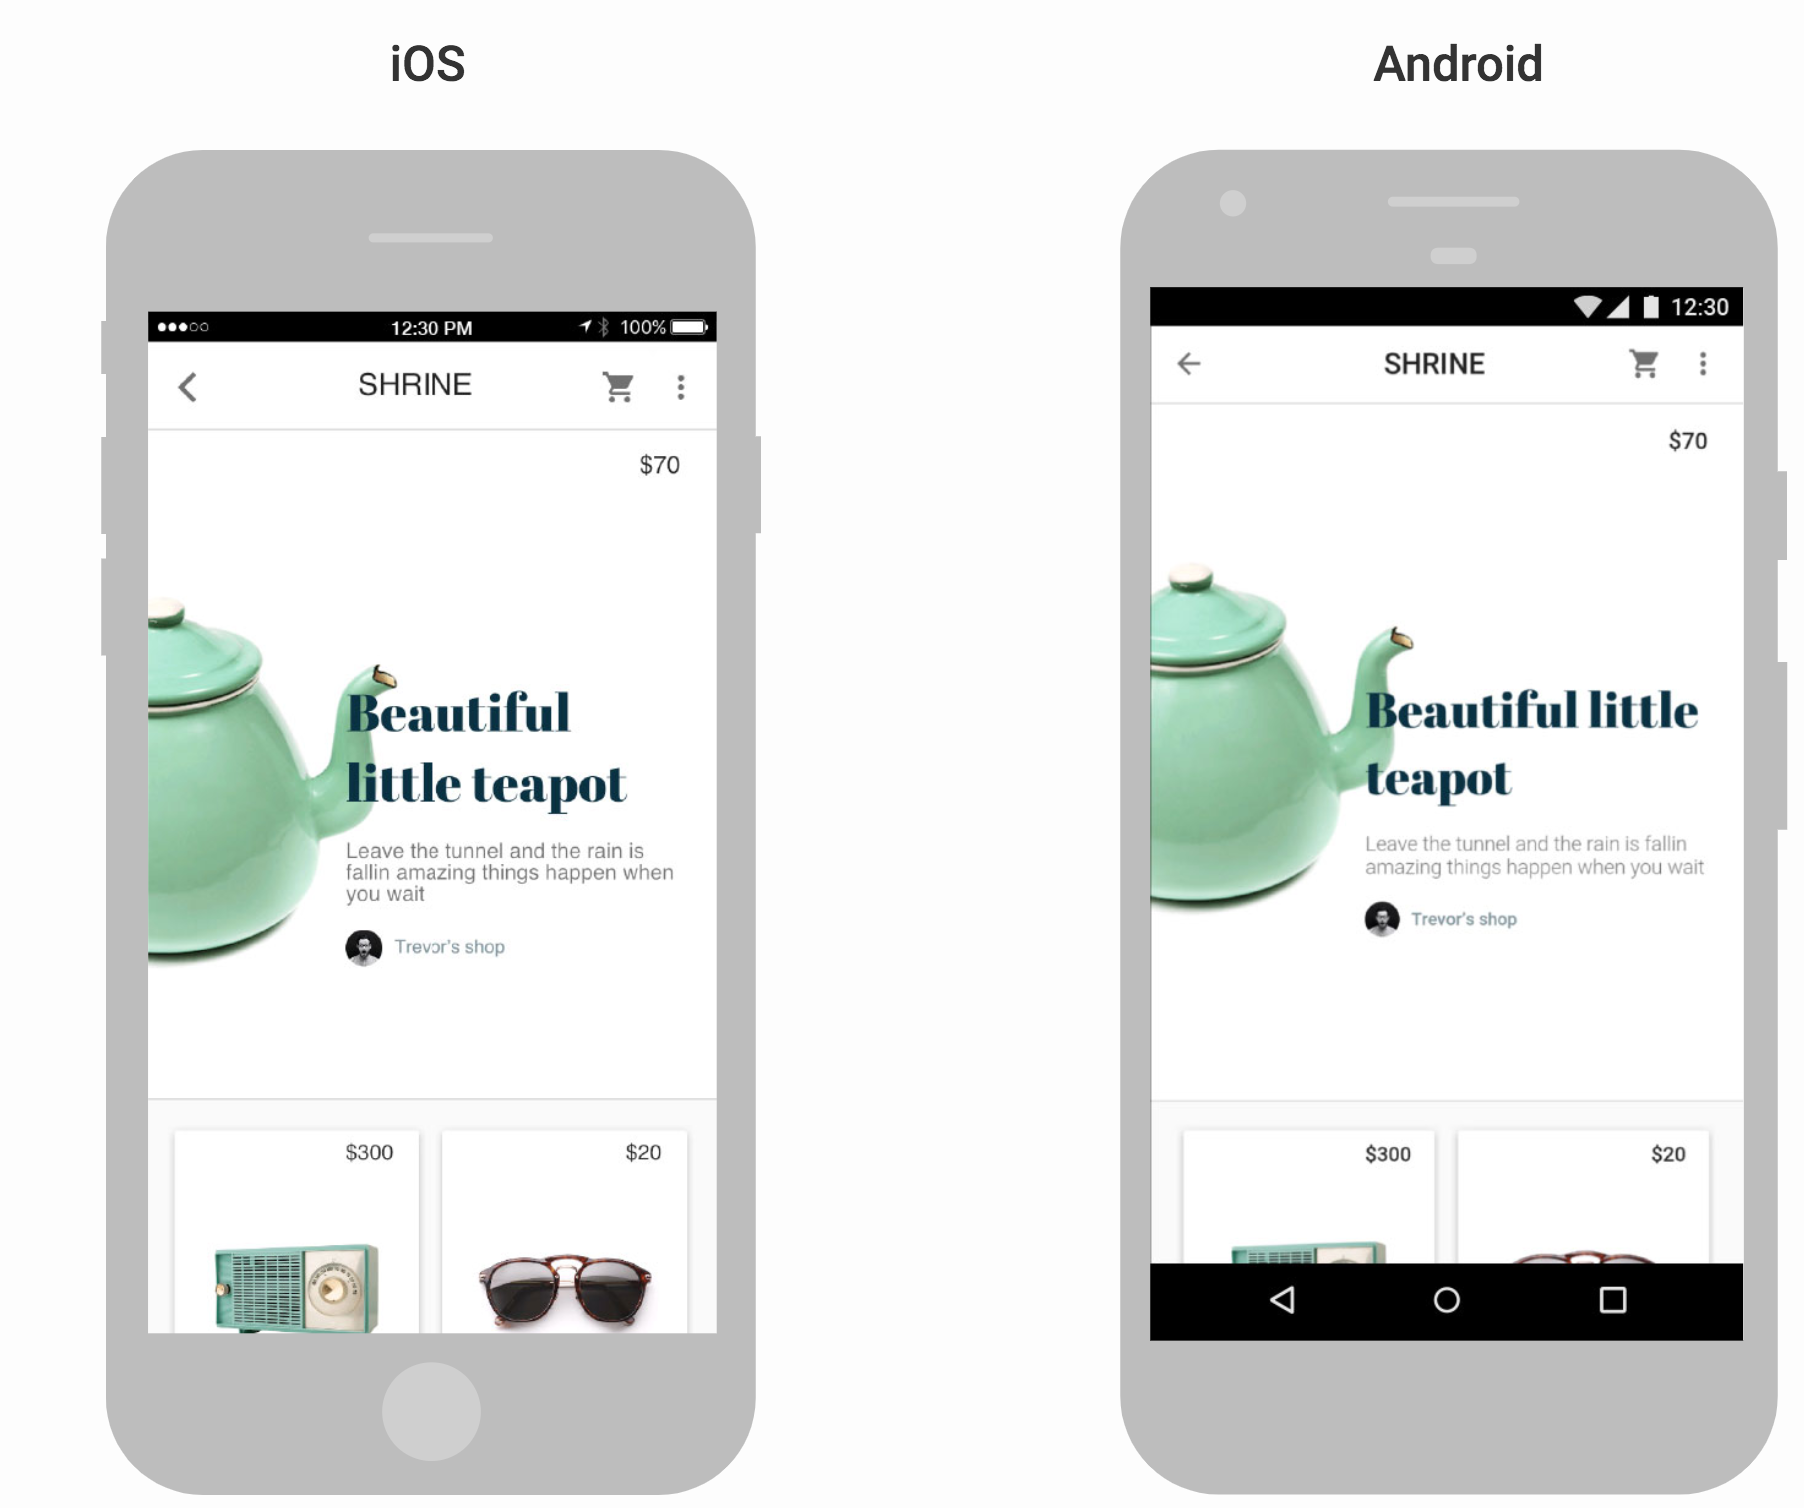 iOS
12:30 PM
100%
SHRINE
$70
Beautiful
little teapot
Leave the tunnel and the rain is
fallin amazing things happen when
you wait
Trevor's shop
$300
$20
Android
12:30
SHRINE
$70
Beautiful little
teapot
Leave the tunnel and the rain is fallin
amazing things happen when you wait
Trevor's shop
$300
$20